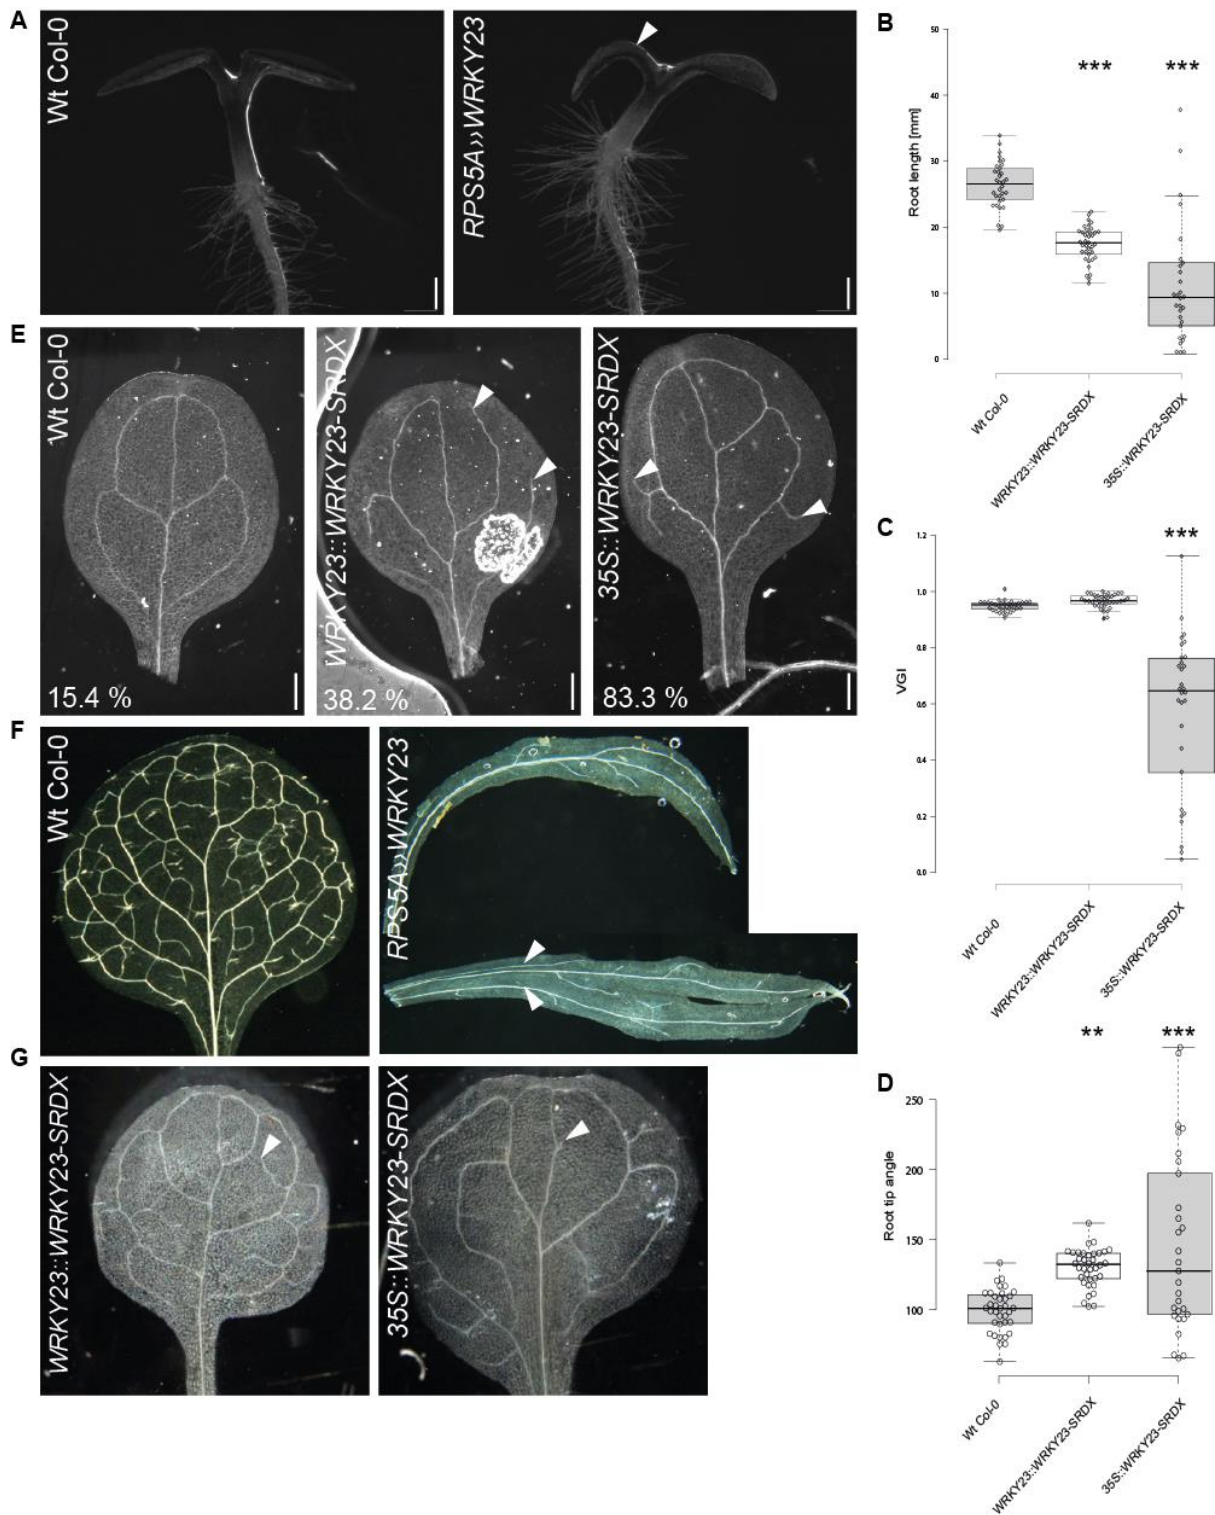 A
Wt Col-0
RPS5A»WRKY23
B
50
40
30
20
10
0
Root length [mm]
***
***
Wt Col-0
WRKY23::WRKY23-SRDX
35S::WRKY23-SRDX
E
Wt Col-0
15.4 %
WRKY23::WRKY23-SRDX
38.2 %
35S::WRKY23-SRDX
83.3 %
C
1.2
1.0
0.8
0.6
0.4
0.2
0.0
VGI
***
Wt Col-0
WRKY23::WRKY23-SRDX
35S::WRKY23-SRDX
F
Wt Col-0
RPS5A»WRKY23
G
WRKY23::WRKY23-SRDX
35S::WRKY23-SRDX
D
250
200
150
100
Root tip angle
**
***
Wt Col-0
WRKY23::WRKY23-SRDX
35S::WRKY23-SRDX